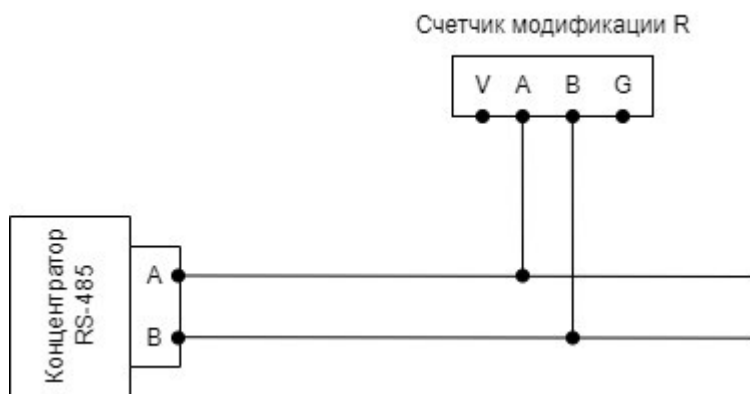 Счетчик модификации R
V A B G
Концентратор
RS-485
A
B